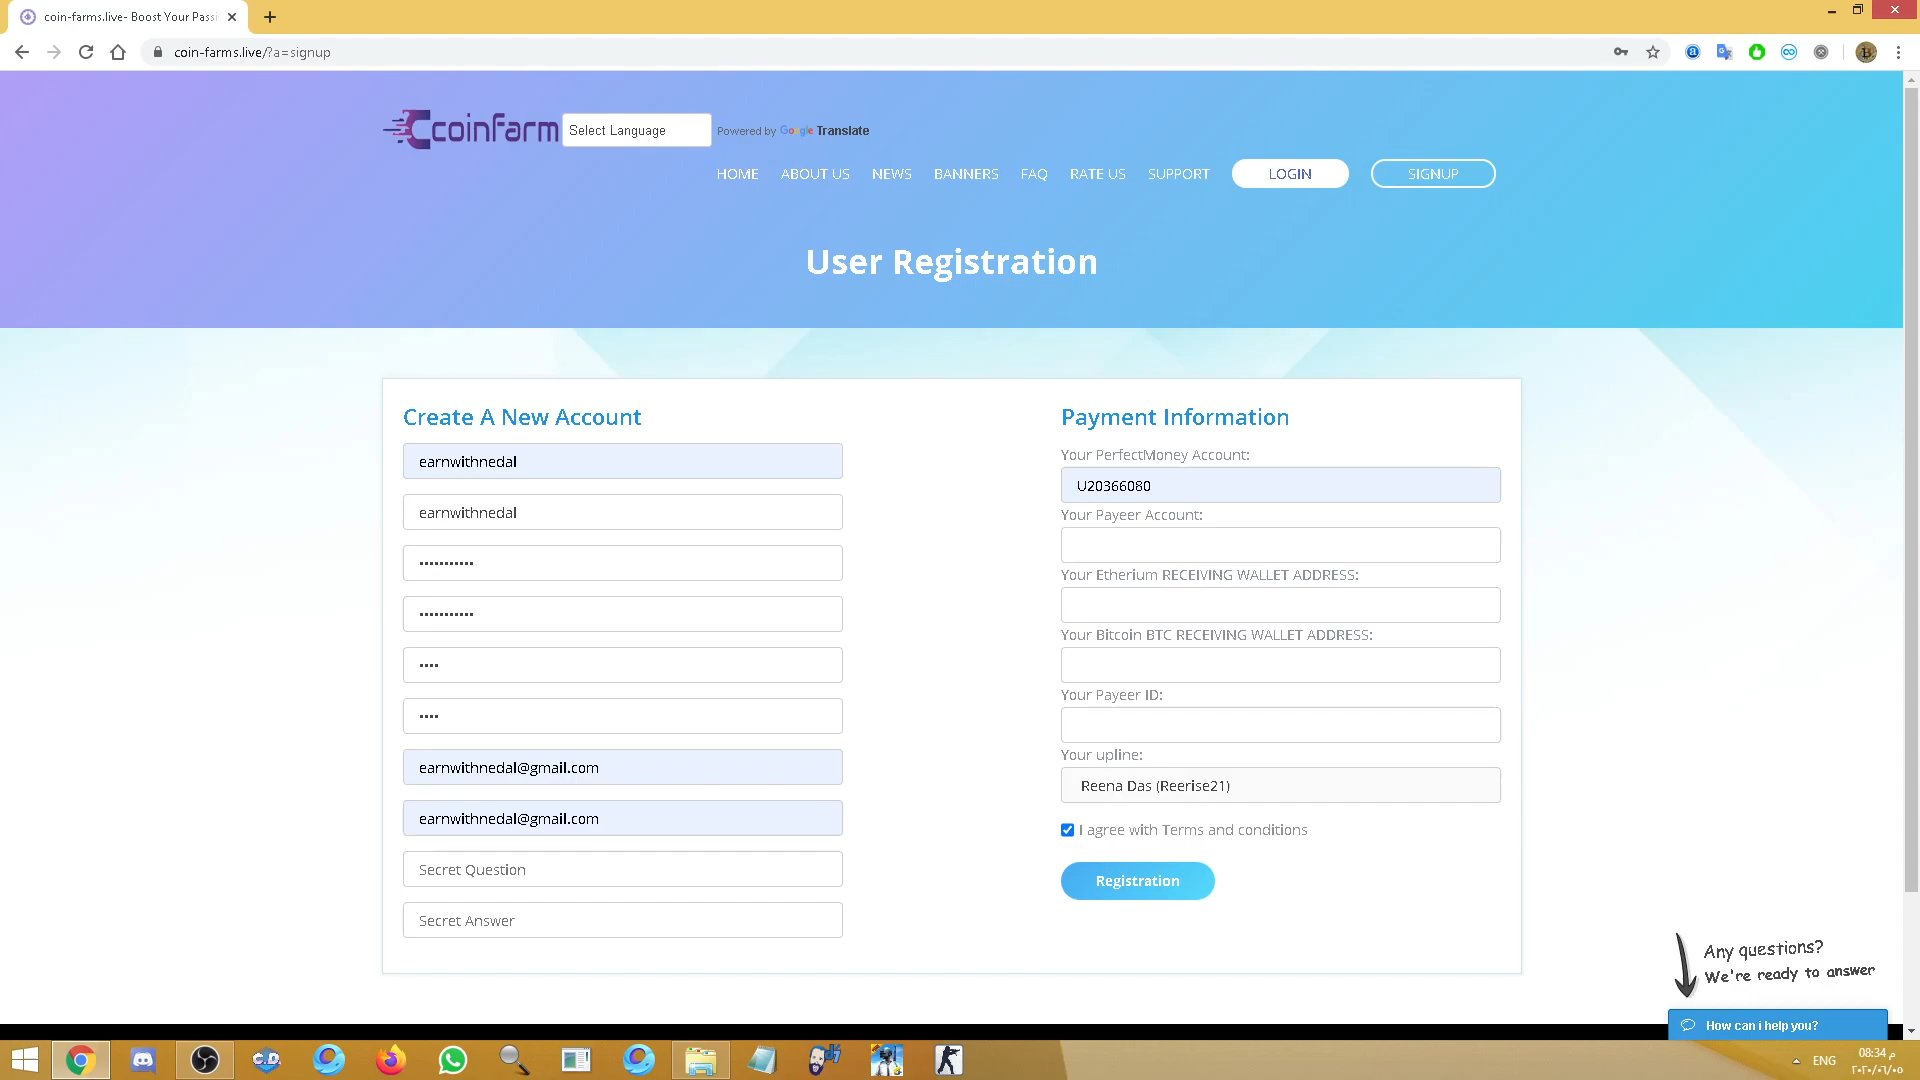 coin-farms.live- Boost Your Passi
coin-farms.live/?a=signup
coinfarm
Select Language
Powered by Google Translate
HOME
ABOUT US
NEWS
BANNERS
FAQ
RATE US
SUPPORT
LOGIN
SIGNUP
User Registration
Create A New Account
earnwithnedal
earnwithnedal
•••••••••••
•••••••••••
••••
••••
earnwithnedal@gmail.com
earnwithnedal@gmail.com
Secret Question
Secret Answer
Payment Information
Your PerfectMoney Account:
U20366080
Your Payeer Account:
Your Etherium RECEIVING WALLET ADDRESS:
Your Bitcoin BTC RECEIVING WALLET ADDRESS:
Your Payeer ID:
Your upline:
Reena Das (Reerise21)
I agree with Terms and conditions
Registration
Any questions?
We're ready to answer
How can i help you?
C.D.
ENG
08:34 م
٢٠٢٠/٠٦/٠٥